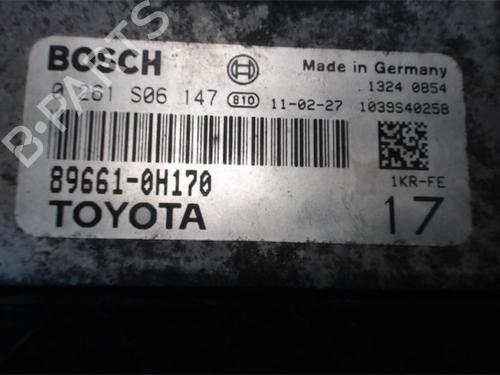 BOSCH
Made in Germany
0 261 S06 147 810 11-02-27
.1324 0854
1039S40258
89661-0H170
1KR-FE
TOYOTA
17
B-PARTS